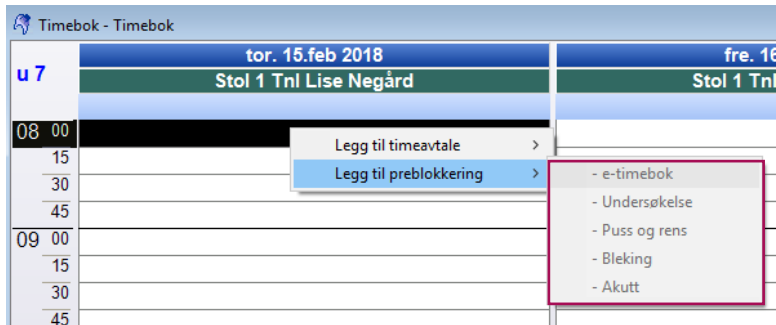 Timebok - Timebok
tor. 15.feb 2018
fre. 16
u 7
Stol 1 Tnl Lise Negård
Stol 1 Tnl
08 00
Legg til timeavtale
15
Legg til preblokkering
- e-timebok
30
- Undersøkelse
45
- Puss og rens
09 00
- Bleking
15
- Akutt
30
45